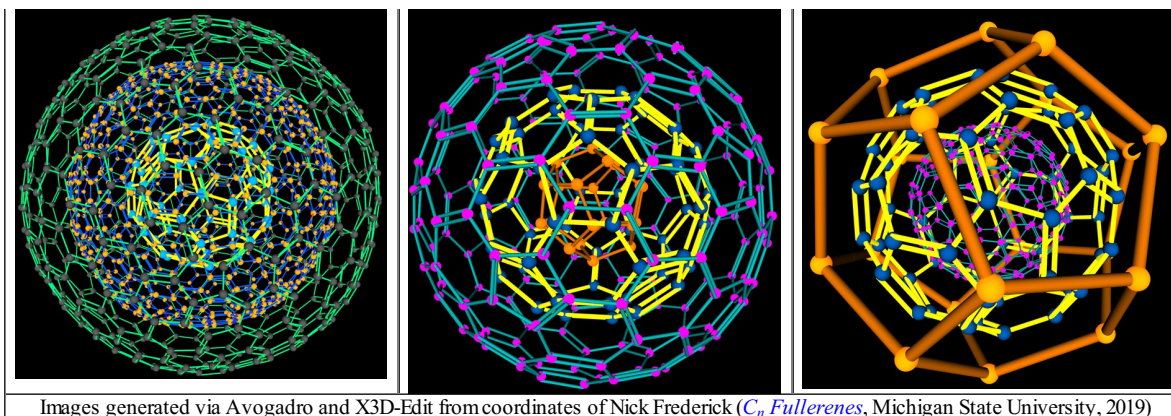 Images generated via Avogadro and X3D-Edit from coordinates of Nick Frederick (Cn Fullerenes, Michigan State University, 2019)